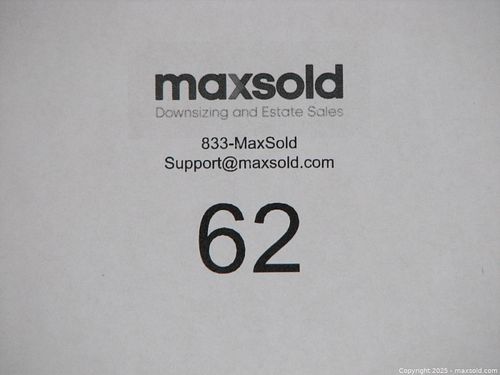 maxsold
Downsizing and Estate Sales
833-MaxSold
Support@maxsold.com
62
Copyright 2025 - maxsold.com